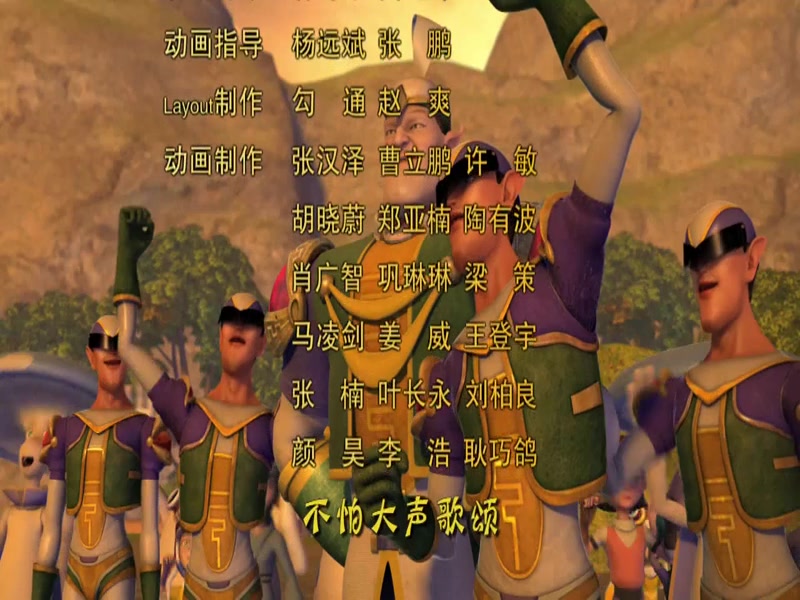 动画指导 杨远斌 张 鹏
Layout制作 勾 通 赵 爽
动画制作 张汉泽 曹立鹏 许 敏
胡晓蔚 郑亚楠 陶有波
肖广智 巩琳琳 梁 策
马凌剑 姜 威 王登宇
张 楠 叶长永 刘柏良
颜 昊 李 浩 耿巧鸽
不怕大声歌颂